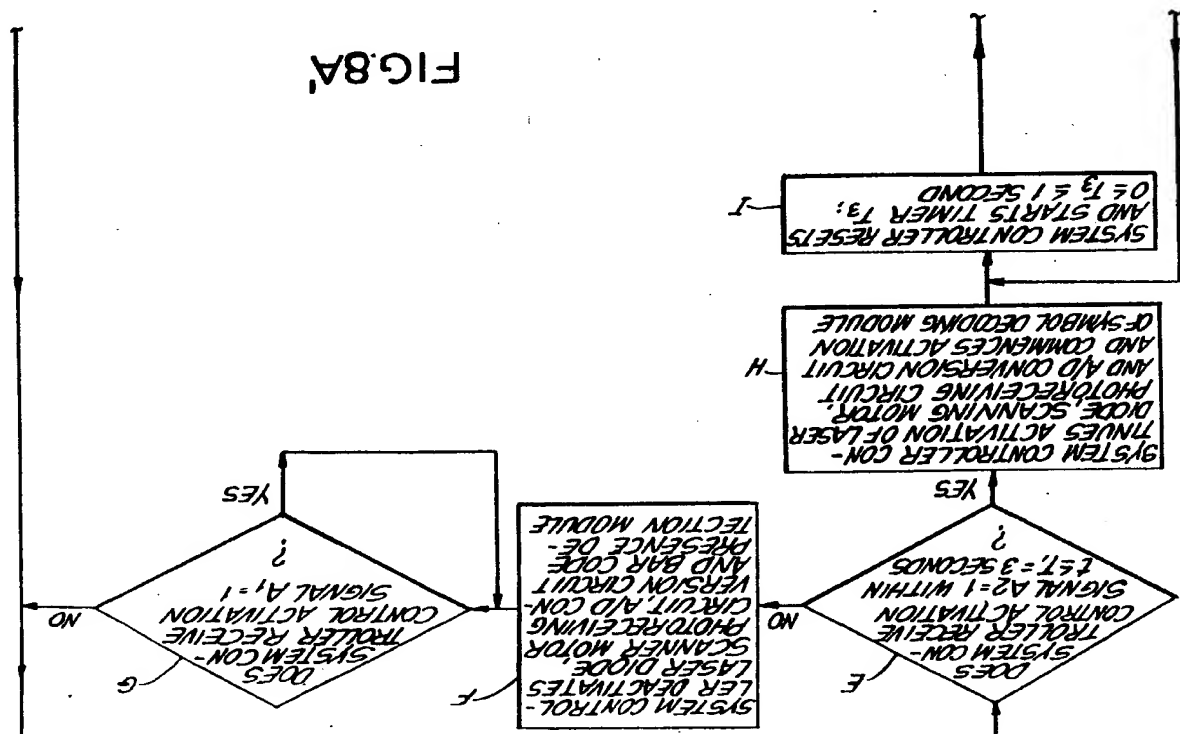 E
DOES
SYSTEM CON-
TROLLER RECEIVE
CONTROL ACTIVATION
SIGNAL A₂=1 WITHIN
t≤T₁=3 SECONDS
?
NO
YES
F
SYSTEM CONTROL-
LER DEACTIVATES
LASER DIODE,
SCANNER MOTOR
PHOTORECEIVING
CIRCUIT, A/D CON-
VERSION CIRCUIT
AND BAR CODE
PRESENCE DE-
TECTION MODULE
G
DOES
SYSTEM CON-
TROLLER RECEIVE
CONTROL ACTIVATION
SIGNAL A₁=1
?
NO
YES
H
SYSTEM CONTROLLER CON-
TINUES ACTIVATION OF LASER
DIODE, SCANNING MOTOR,
PHOTORECEIVING CIRCUIT
AND A/D CONVERSION CIRCUIT
AND COMMENCES ACTIVATION
OF SYMBOL DECODING MODULE
I
SYSTEM CONTROLLER RESETS
AND STARTS TIMER T₃;
0≤T₃≤1 SECOND
FIG.8A'